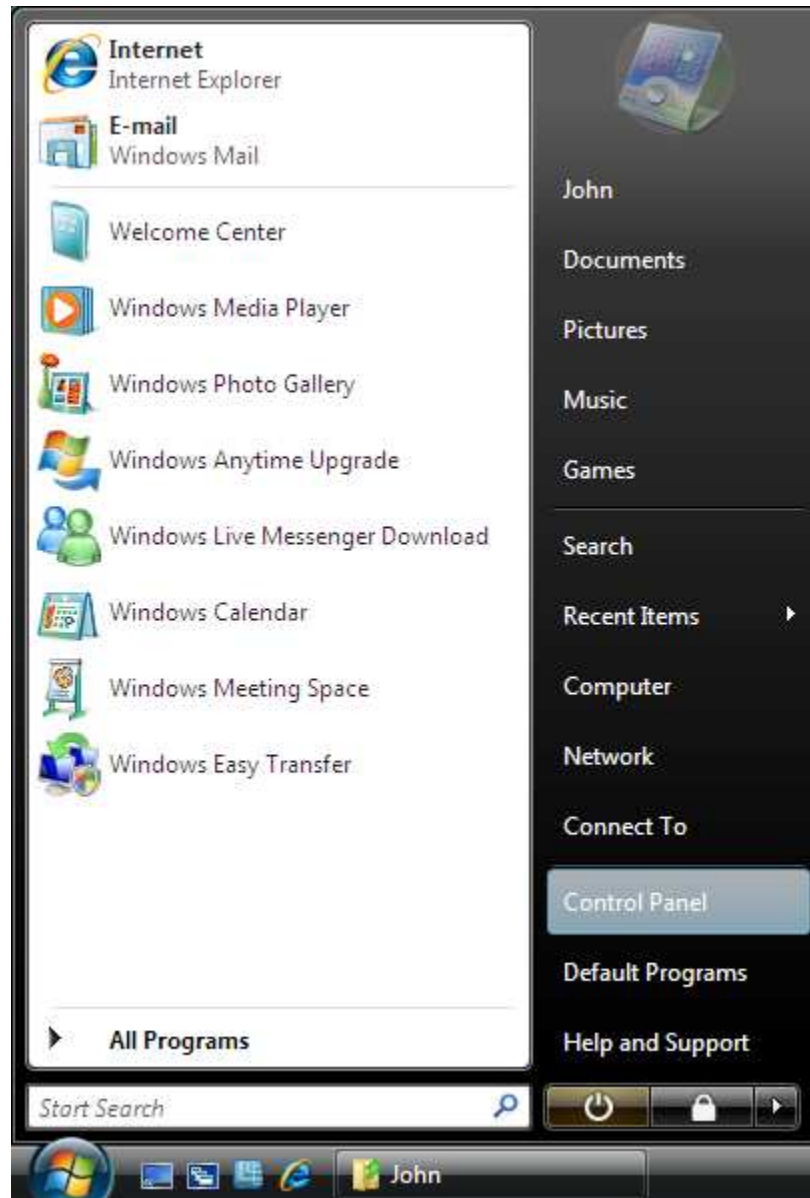 Internet
Internet Explorer
E-mail
Windows Mail
Welcome Center
Windows Media Player
Windows Photo Gallery
Windows Anytime Upgrade
Windows Live Messenger Download
Windows Calendar
Windows Meeting Space
Windows Easy Transfer
All Programs
Start Search
John
Documents
Pictures
Music
Games
Search
Recent Items
Computer
Network
Connect To
Control Panel
Default Programs
Help and Support
John